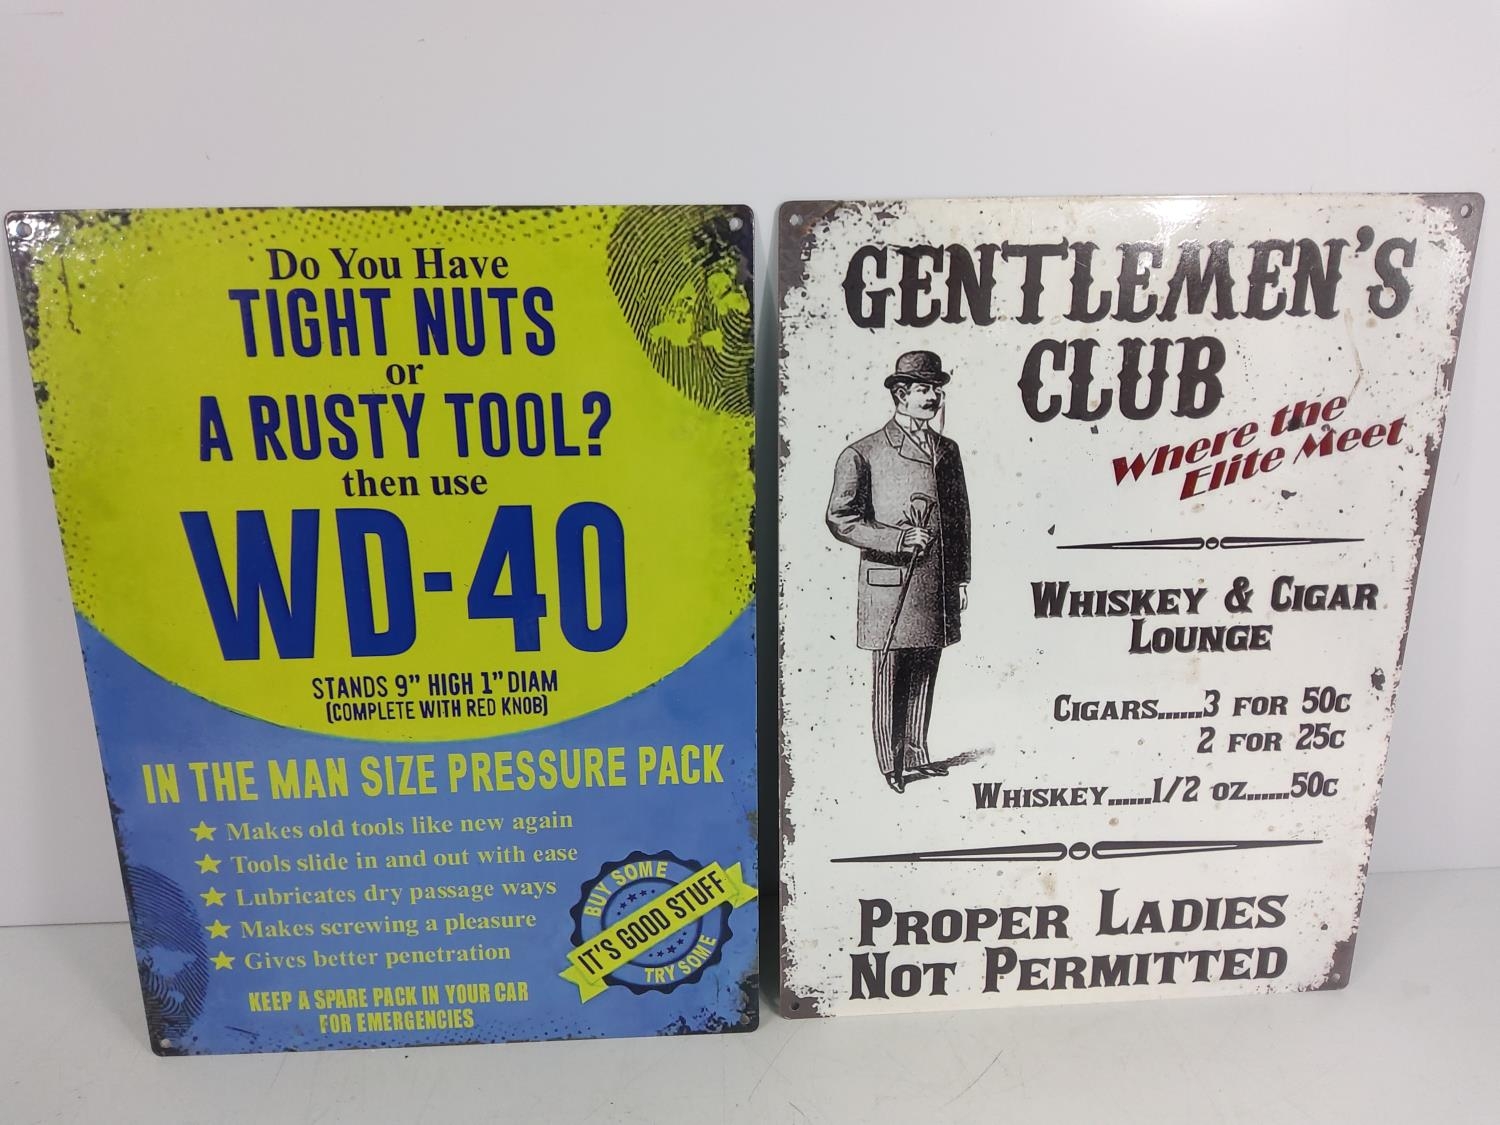 Do You Have
TIGHT NUTS
or
A RUSTY TOOL?
then use
WD-40
STANDS 9" HIGH 1" DIAM
(COMPLETE WITH RED KNOB)
IN THE MAN SIZE PRESSURE PACK
Makes old tools like new again
Tools slide in and out with ease
Lubricates dry passage ways
Makes screwing a pleasure
Gives better penetration
KEEP A SPARE PACK IN YOUR CAR
FOR EMERGENCIES
BUY SOME
IT'S GOOD STUFF
TRY SOME
GENTLEMEN'S
CLUB
Where the
Elite Meet
WHISKEY & CIGAR
LOUNGE
CIGARS......3 FOR 50C
2 FOR 25C
WHISKEY......1/2 OZ......50C
PROPER LADIES
NOT PERMITTED